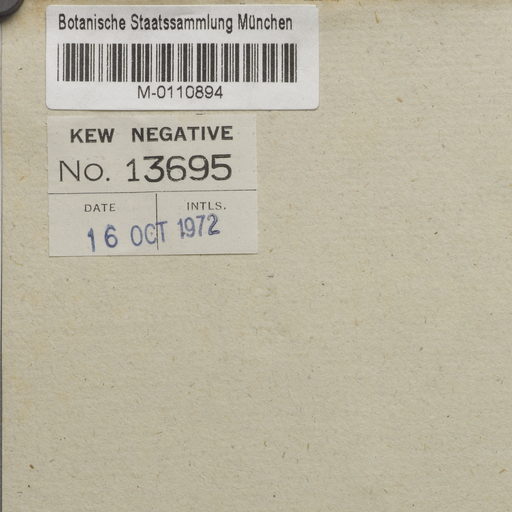 Botanische Staatssammlung München
M-0110894
KEW NEGATIVE
No. 13695
DATE INTLS.
16 OCT 1972